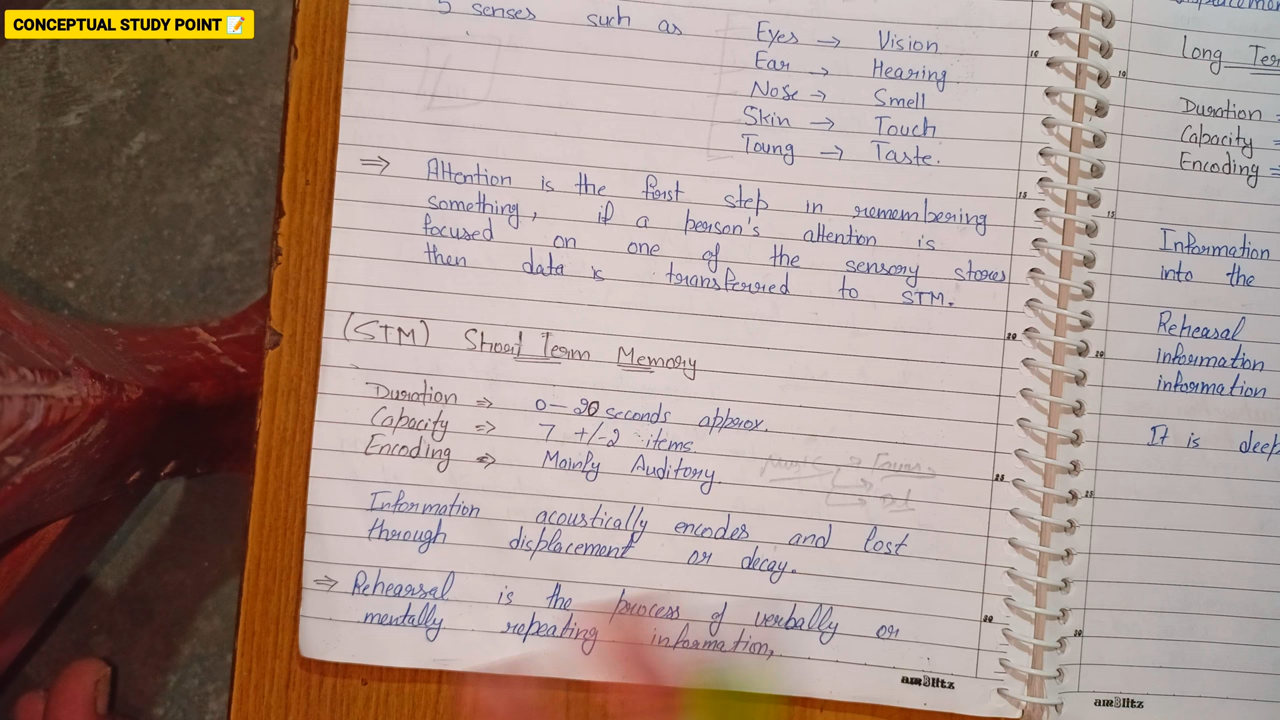 CONCEPTUAL STUDY POINT 📝
5 senses such as Eyes → Vision
Ear → Hearing
Nose → Smell
Skin → Touch
Toung → Taste.
⇒ Attention is the first step in remembering
something, if a person's attention is
focused on one of the sensory stores
then data is transferred to STM.
(STM) Short Term Memory
Duration ⇒ 0–20 seconds approx.
Capacity ⇒ 7 +/-2 items.
Encoding ⇒ Mainly Auditory.
Information acoustically encodes and lost
through displacement or decay.
⇒ Rehearsal is the process of verbally or
mentally repeating information,
am3litz
Long Ter
Duration
Capacity =
Encoding =
Information
into the
Rehearsal
information
information
It is deep
am3litz